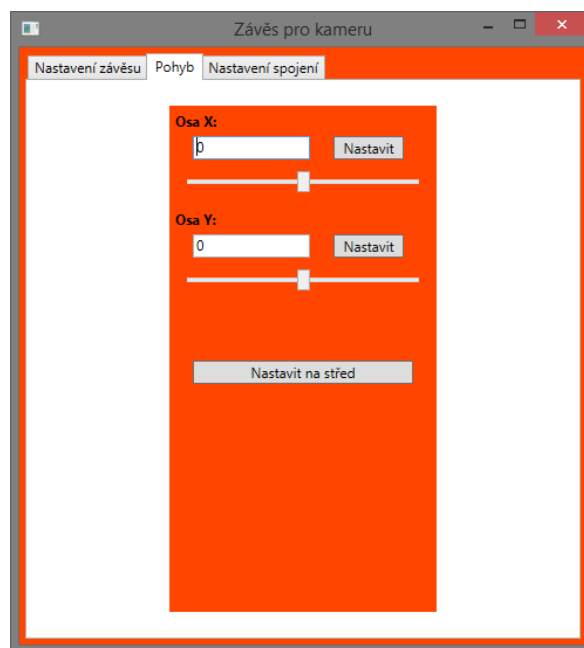 Závěs pro kameru
Nastavení závěsu Pohyb Nastavení spojení
Osa X:
0 Nastavit
Osa Y:
0 Nastavit
Nastavit na střed